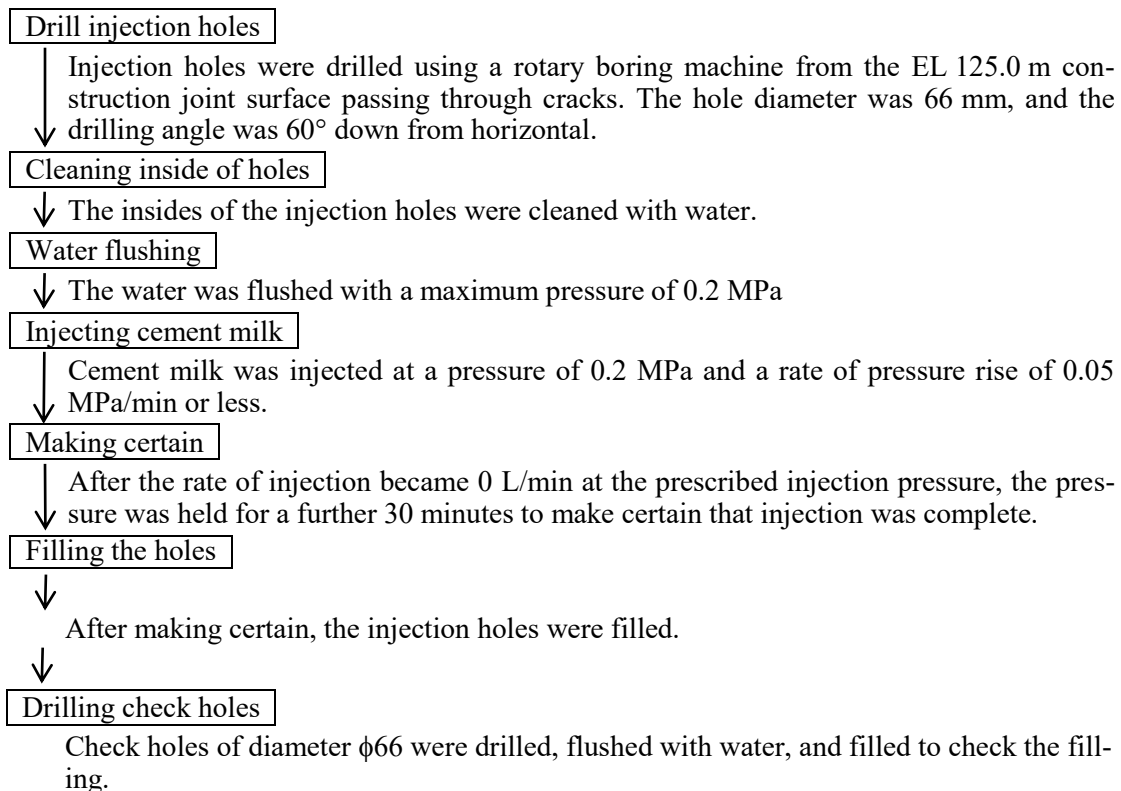 Drill injection holes
Injection holes were drilled using a rotary boring machine from the EL 125.0 m con-
struction joint surface passing through cracks. The hole diameter was 66 mm, and the
drilling angle was 60° down from horizontal.
Cleaning inside of holes
The insides of the injection holes were cleaned with water.
Water flushing
The water was flushed with a maximum pressure of 0.2 MPa
Injecting cement milk
Cement milk was injected at a pressure of 0.2 MPa and a rate of pressure rise of 0.05
MPa/min or less.
Making certain
After the rate of injection became 0 L/min at the prescribed injection pressure, the pres-
sure was held for a further 30 minutes to make certain that injection was complete.
Filling the holes
After making certain, the injection holes were filled.
Drilling check holes
Check holes of diameter ϕ66 were drilled, flushed with water, and filled to check the fill-
ing.